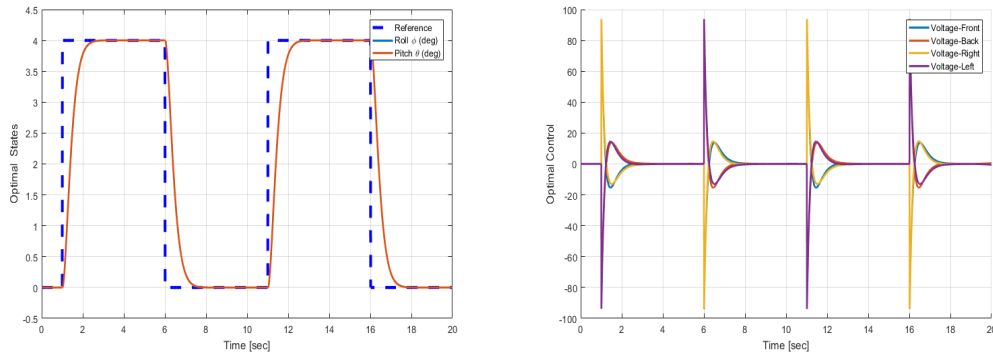 4.5
4
3.5
3
2.5
2
1.5
1
0.5
0
-0.5
Optimal States
Reference
Roll ϕ (deg)
Pitch θ (deg)
0 2 4 6 8 10 12 14 16 18 20
Time [sec]
100
80
60
40
20
0
-20
-40
-60
-80
-100
Optimal Control
Voltage-Front
Voltage-Back
Voltage-Right
Voltage-Left
0 2 4 6 8 10 12 14 16 18 20
Time [sec]